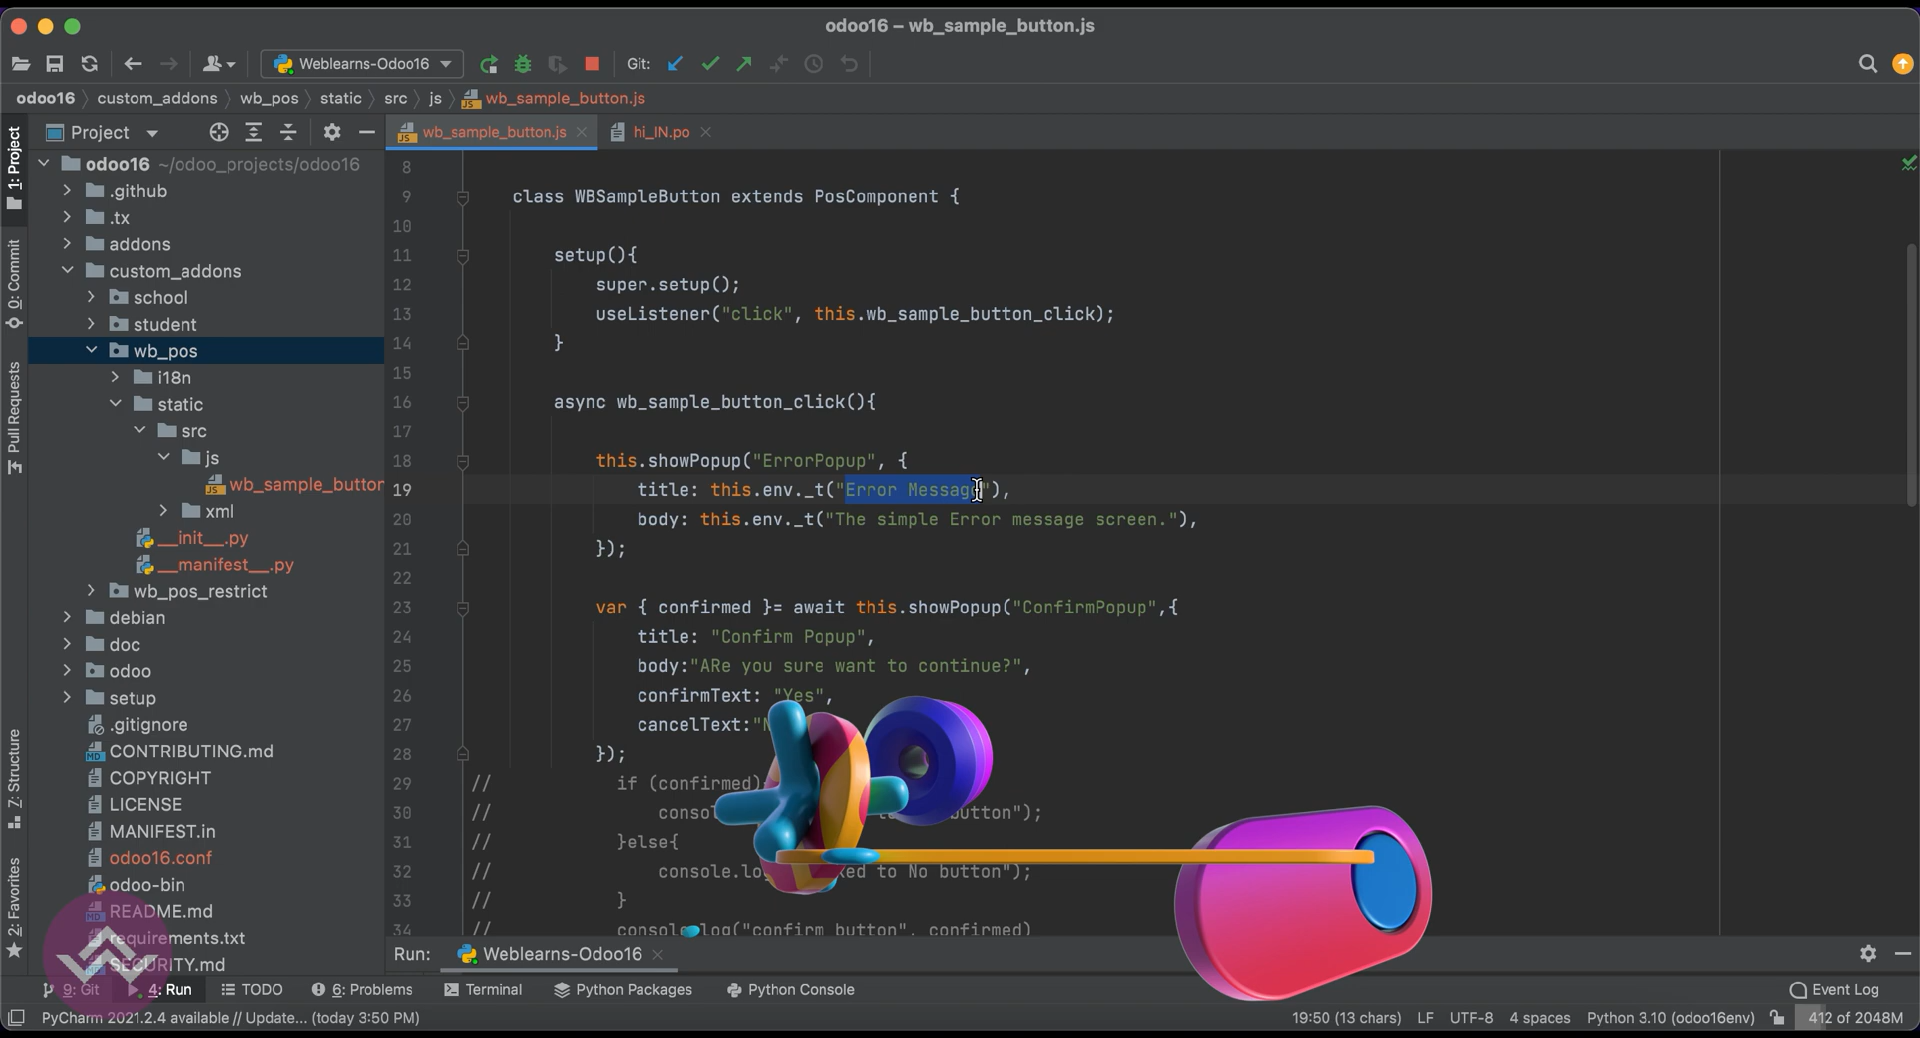 odoo16 – wb_sample_button.js
Weblearns-Odoo16
Git:
odoo16
custom_addons
wb_pos
static
src
js
wb_sample_button.js
Project
wb_sample_button.js
hi_IN.po
1: Project
0: Commit
Pull Requests
Z: Structure
2: Favorites
odoo16 ~/odoo_projects/odoo16
.github
.tx
addons
custom_addons
school
student
wb_pos
i18n
static
src
js
wb_sample_button
xml
__init__.py
__manifest__.py
wb_pos_restrict
debian
doc
odoo
setup
.gitignore
CONTRIBUTING.md
COPYRIGHT
LICENSE
MANIFEST.in
odoo16.conf
odoo-bin
README.md
requirements.txt
SECURITY.md
8
9 class WBSampleButton extends PosComponent {
10
11 setup(){
12 super.setup();
13 useListener("click", this.wb_sample_button_click);
14 }
15
16 async wb_sample_button_click(){
17
18 this.showPopup("ErrorPopup", {
19 title: this.env._t("Error Message"),
20 body: this.env._t("The simple Error message screen."),
21 });
22
23 var { confirmed }= await this.showPopup("ConfirmPopup",{
24 title: "Confirm Popup",
25 body:"ARe you sure want to continue?",
26 confirmText: "Yes",
27 cancelText:"
28 });
29 // if (confirmed)
30 // button");
31 // }else{
32 // to No button");
33 // }
34 // console.log("confirm button", confirmed)
Run: Weblearns-Odoo16
9: Git
4: Run
TODO
6: Problems
Terminal
Python Packages
Python Console
Event Log
PyCharm 2021.2.4 available // Update... (today 3:50 PM)
19:50 (13 chars)
LF
UTF-8
4 spaces
Python 3.10 (odoo16env)
412 of 2048M